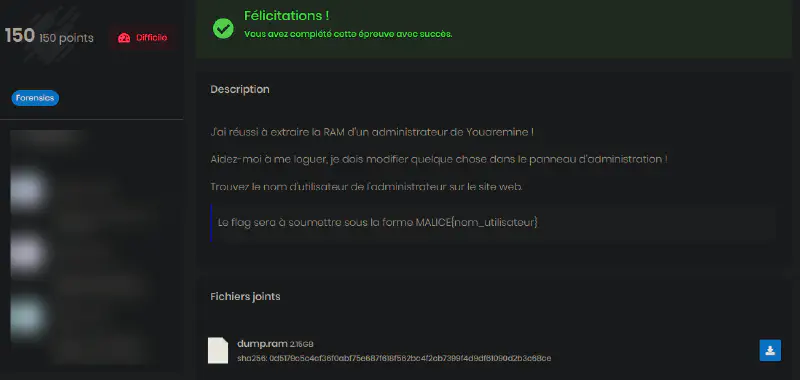 150 150 points
Difficile
Forensics
Félicitations !
Vous avez complété cette épreuve avec succès.
Description
J'ai réussi à extraire la RAM d'un administrateur de Youaremine !
Aidez-moi à me loguer, je dois modifier quelque chose dans le panneau d'administration !
Trouvez le nom d'utilisateur de l'administrateur sur le site web.
Le flag sera à soumettre sous la forme MALICE{nom_utilisateur}
Fichiers joints
dump.ram 2.15GB
sha256: